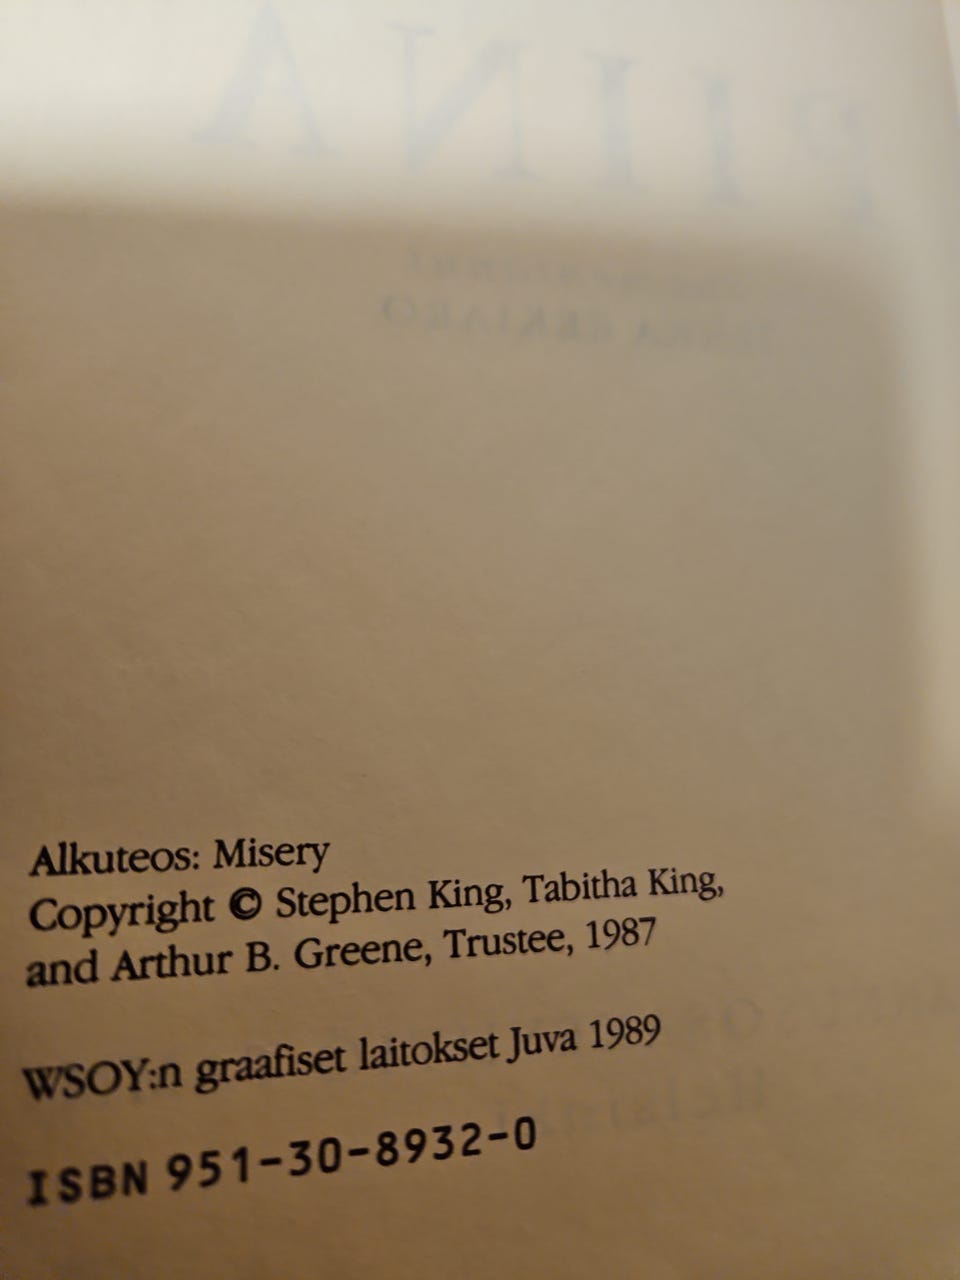 PIINA
Alkuteos: Misery
Copyright © Stephen King, Tabitha King,
and Arthur B. Greene, Trustee, 1987
WSOY:n graafiset laitokset Juva 1989
ISBN 951-30-8932-0